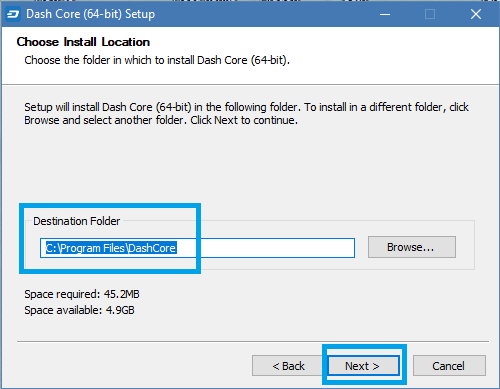 Dash Core (64-bit) Setup
Choose Install Location
Choose the folder in which to install Dash Core (64-bit).
Setup will install Dash Core (64-bit) in the following folder. To install in a different folder, click
Browse and select another folder. Click Next to continue.
Destination Folder
C:\Program Files\DashCore
Browse...
Space required: 45.2MB
Space available: 4.9GB
< Back
Next >
Cancel